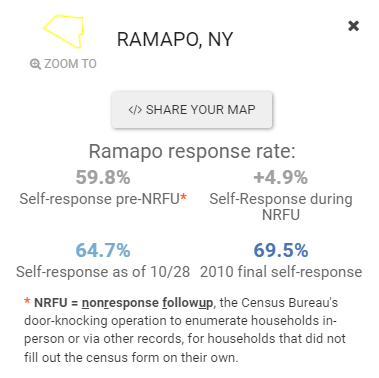 RAMAPO, NY
ZOOM TO
</> SHARE YOUR MAP
Ramapo response rate:
59.8% +4.9%
Self-response pre-NRFU* Self-Response during
NRFU
64.7% 69.5%
Self-response as of 10/28 2010 final self-response
* NRFU = nonresponse followup, the Census Bureau's
door-knocking operation to enumerate households in-
person or via other records, for households that did not
fill out the census form on their own.